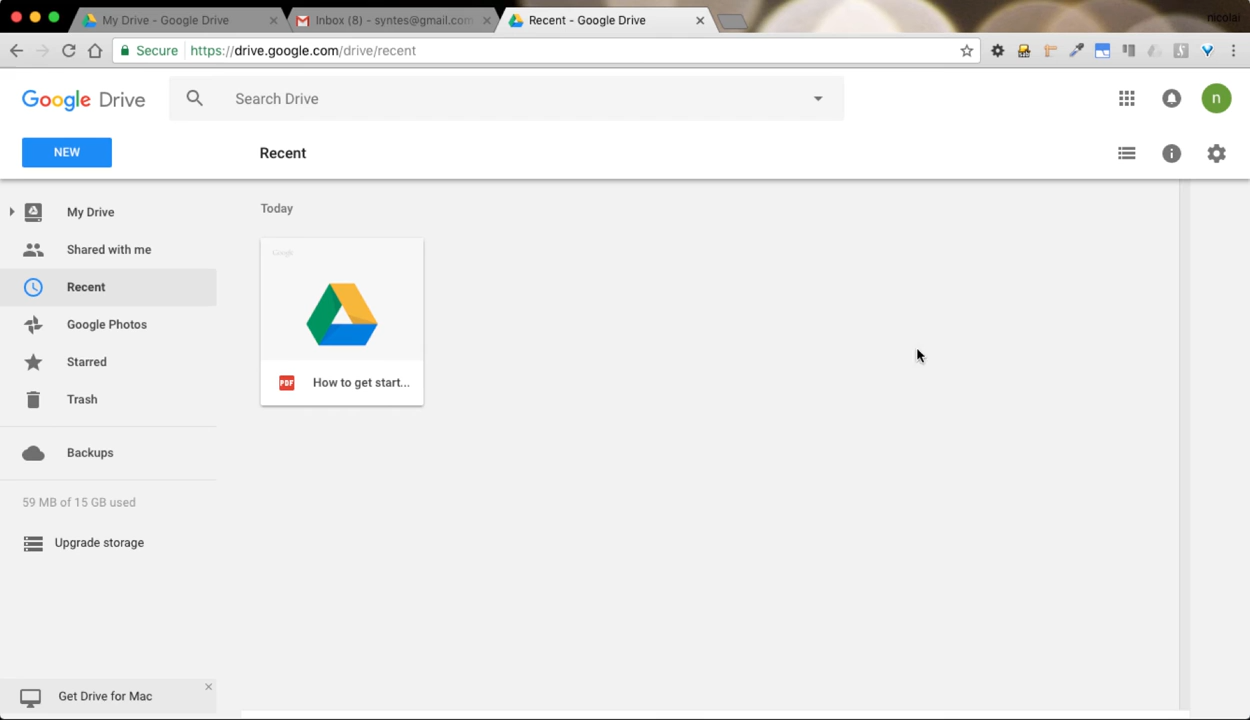 My Drive - Google Drive
Inbox (8) - syntes@gmail.com
Recent - Google Drive
nicolai
Secure
https://drive.google.com/drive/recent
Google Drive
Search Drive
n
NEW
Recent
My Drive
Today
Shared with me
Google
Recent
Google Photos
Starred
PDF
How to get start...
Trash
Backups
59 MB of 15 GB used
Upgrade storage
Get Drive for Mac